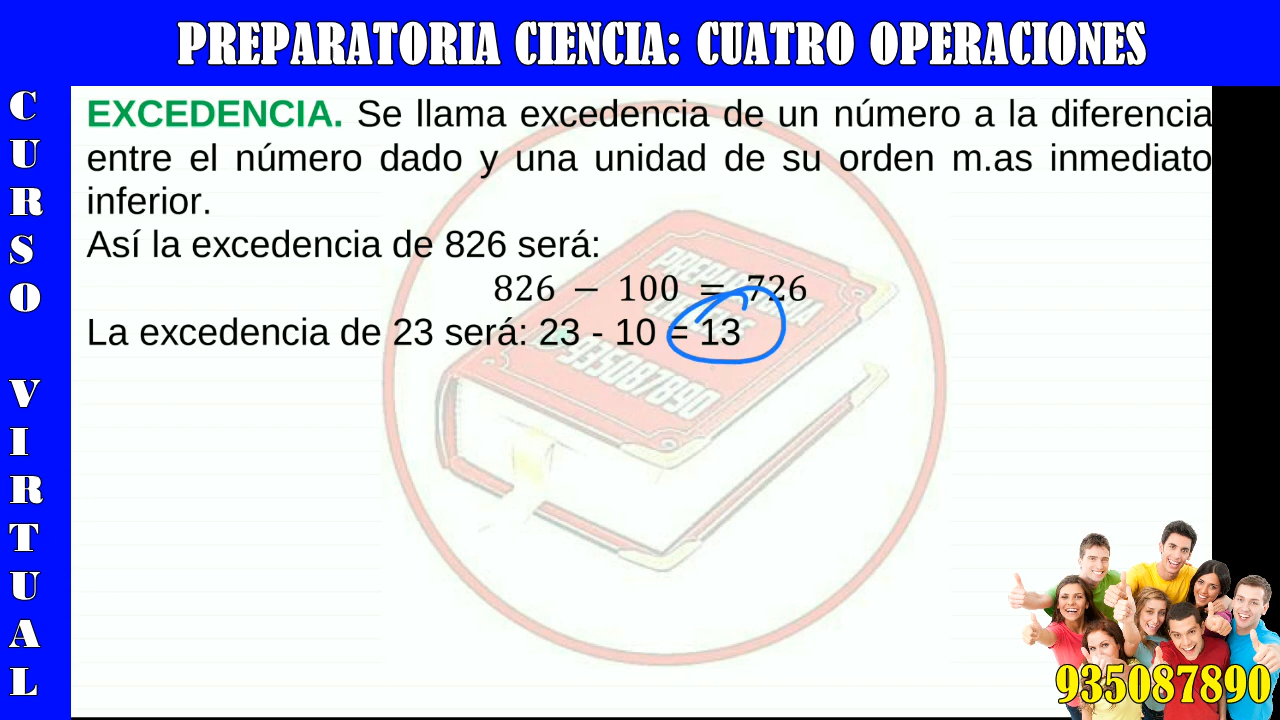 PREPARATORIA CIENCIA: CUATRO OPERACIONES
CURSO VIRTUAL
EXCEDENCIA. Se llama excedencia de un número a la diferencia
entre el número dado y una unidad de su orden m.as inmediato
inferior.
Así la excedencia de 826 será:
826 − 100 = 726
La excedencia de 23 será: 23 - 10 = 13
PREPARATORIA
935087890
935087890